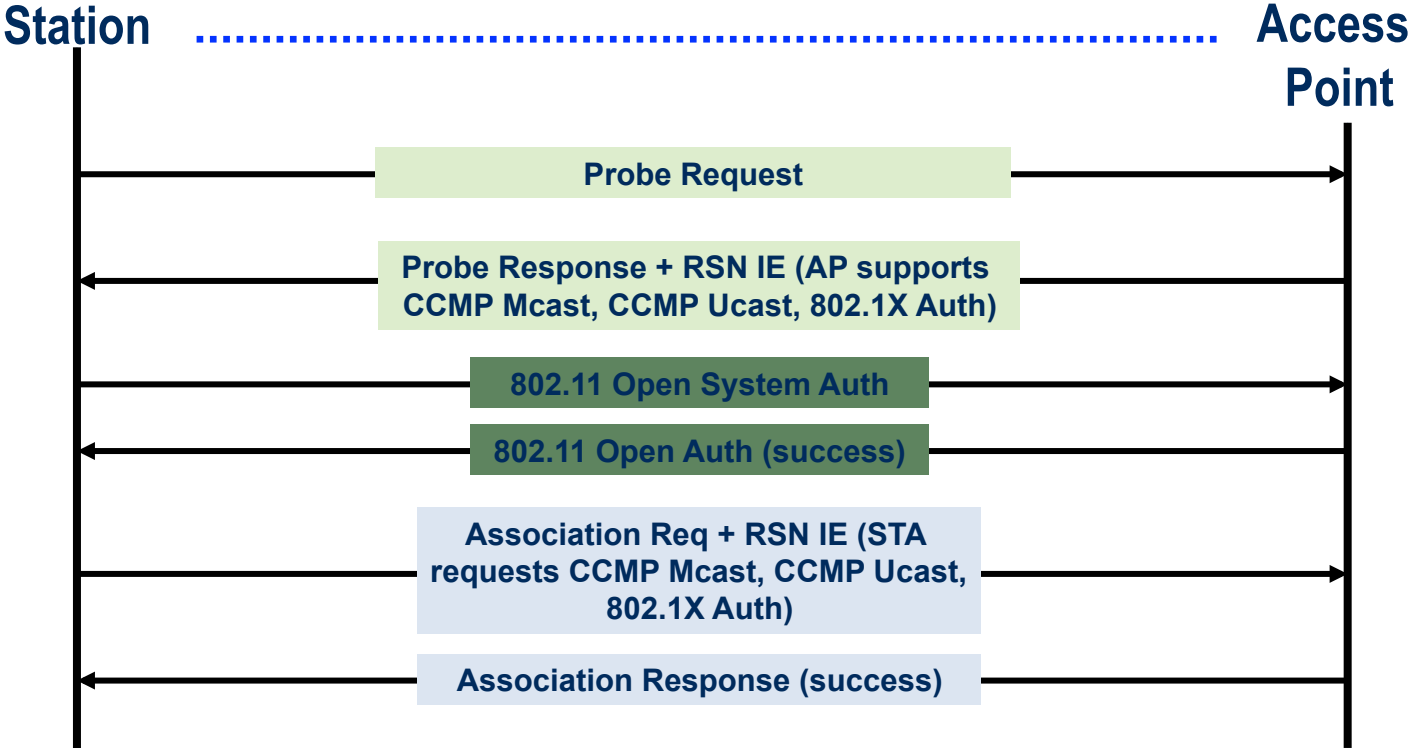 Station
Access
Point
Probe Request
Probe Response + RSN IE (AP supports
CCMP Mcast, CCMP Ucast, 802.1X Auth)
802.11 Open System Auth
802.11 Open Auth (success)
Association Req + RSN IE (STA
requests CCMP Mcast, CCMP Ucast,
802.1X Auth)
Association Response (success)